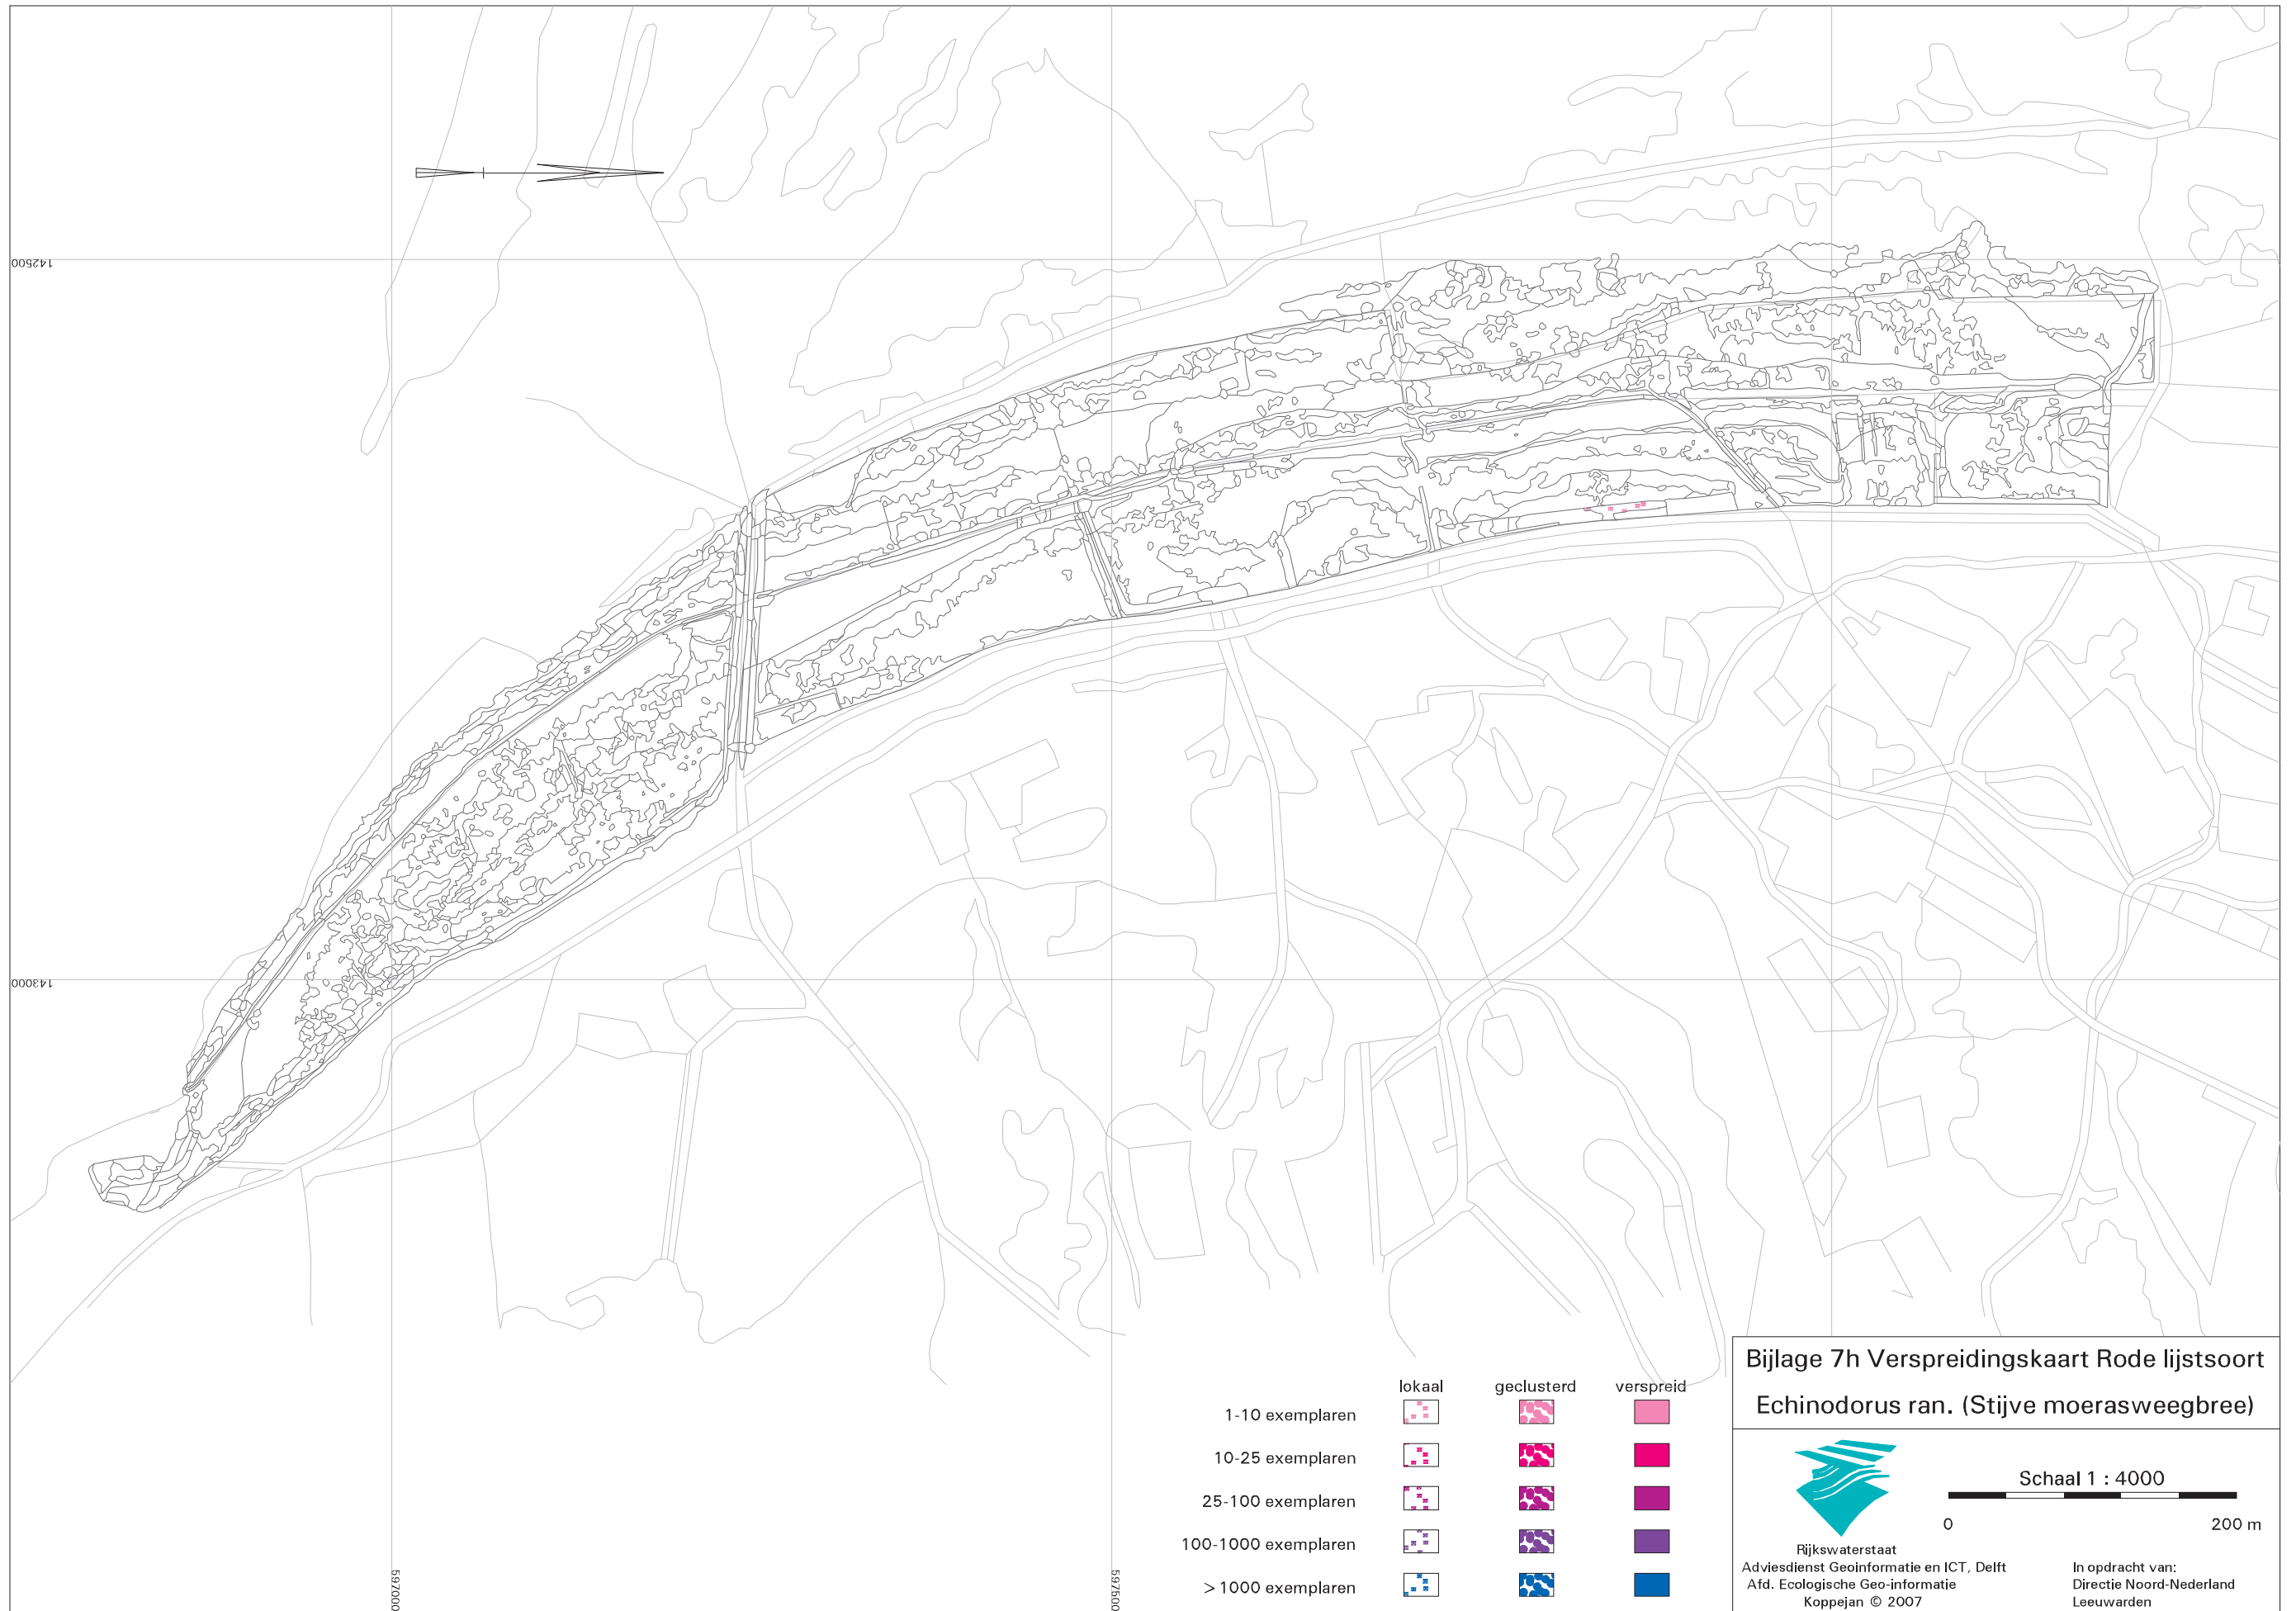 142500
143000
597000
597500
lokaal geclusterd verspreid
1-10 exemplaren
10-25 exemplaren
25-100 exemplaren
100-1000 exemplaren
> 1000 exemplaren
Bijlage 7h Verspreidingskaart Rode lijstsoort
Echinodorus ran. (Stijve moerasweegbree)
Schaal 1 : 4000
0 200 m
Rijkswaterstaat
Adviesdienst Geoinformatie en ICT, Delft
Afd. Ecologische Geo-informatie
Koppejan © 2007
In opdracht van:
Directie Noord-Nederland
Leeuwarden